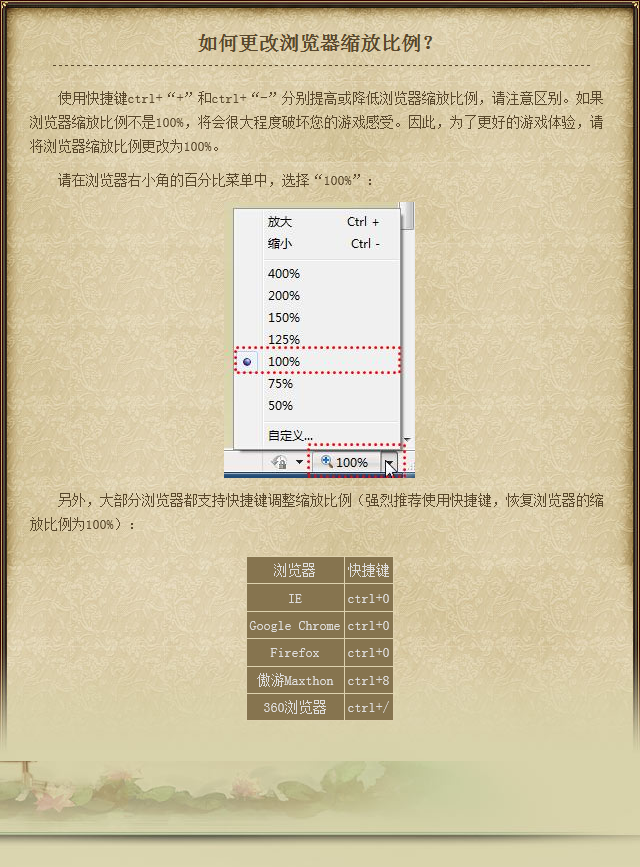 如何更改浏览器缩放比例？
使用快捷键ctrl+“+”和ctrl+“-”分别提高或降低浏览器缩放比例，请注意区别。如果
浏览器缩放比例不是100%，将会很大程度破坏您的游戏感受。因此，为了更好的游戏体验，请
将浏览器缩放比例更改为100%。
请在浏览器右小角的百分比菜单中，选择“100%”：
放大 Ctrl +
缩小 Ctrl -
400%
200%
150%
125%
100%
75%
50%
自定义...
100%
另外，大部分浏览器都支持快捷键调整缩放比例（强烈推荐使用快捷键，恢复浏览器的缩
放比例为100%）：
浏览器 快捷键
IE ctrl+0
Google Chrome ctrl+0
Firefox ctrl+0
傲游Maxthon ctrl+8
360浏览器 ctrl+/